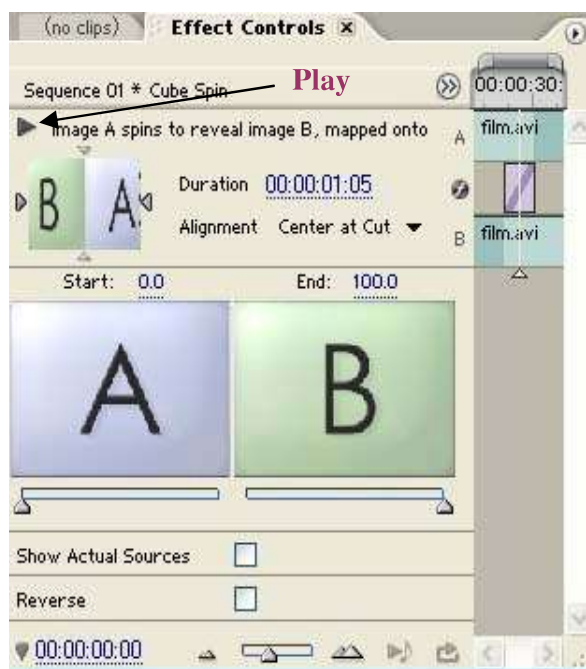 (no clips) Effect Controls x
Sequence 01 * Cube Spin Play 00:00:30:
Image A spins to reveal image B, mapped onto A film.avi
B A
Duration 00:00:01:05
Alignment Center at Cut B film.avi
Start: 0.0 End: 100.0
A B
Show Actual Sources
Reverse
00:00:00:00